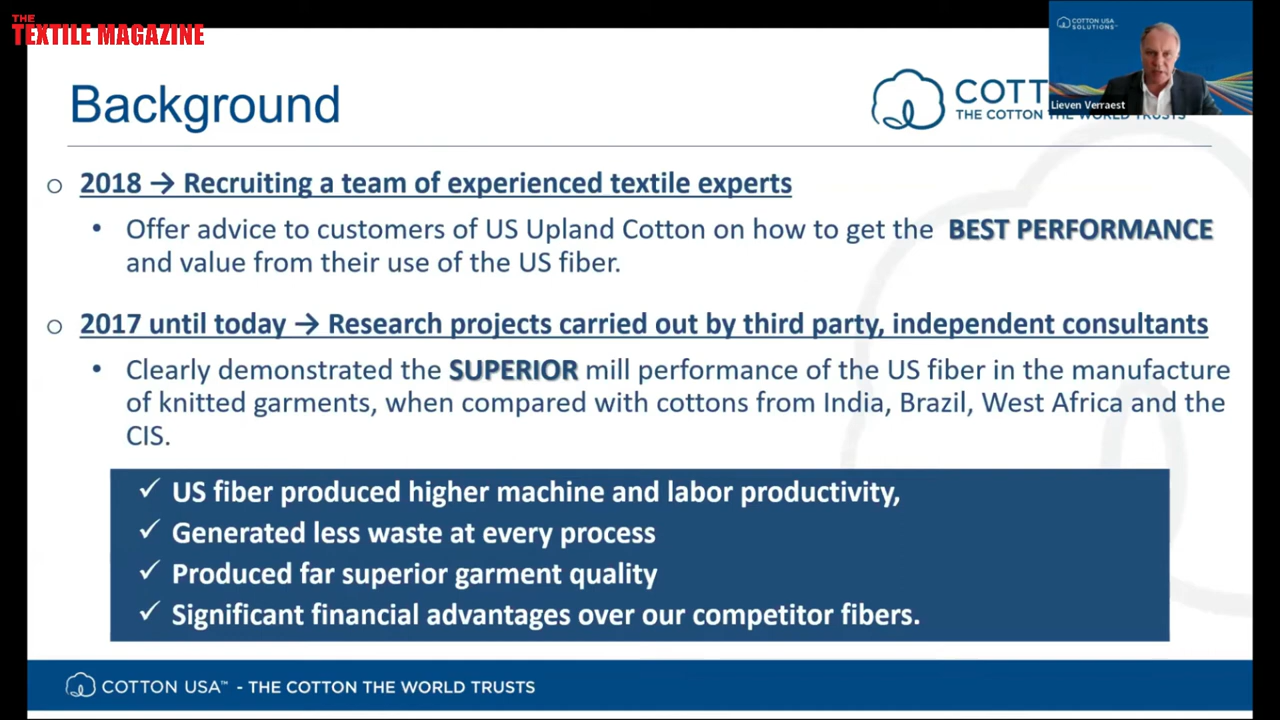 THE
TEXTILE MAGAZINE
COTTON USA
SOLUTIONS™
Lieven Verraest
Background
COTT
THE COTTON THE WORLD TRUSTS
2018 → Recruiting a team of experienced textile experts
• Offer advice to customers of US Upland Cotton on how to get the BEST PERFORMANCE
and value from their use of the US fiber.
2017 until today → Research projects carried out by third party, independent consultants
• Clearly demonstrated the SUPERIOR mill performance of the US fiber in the manufacture
of knitted garments, when compared with cottons from India, Brazil, West Africa and the
CIS.
✓ US fiber produced higher machine and labor productivity,
✓ Generated less waste at every process
✓ Produced far superior garment quality
✓ Significant financial advantages over our competitor fibers.
COTTON USA™ - THE COTTON THE WORLD TRUSTS